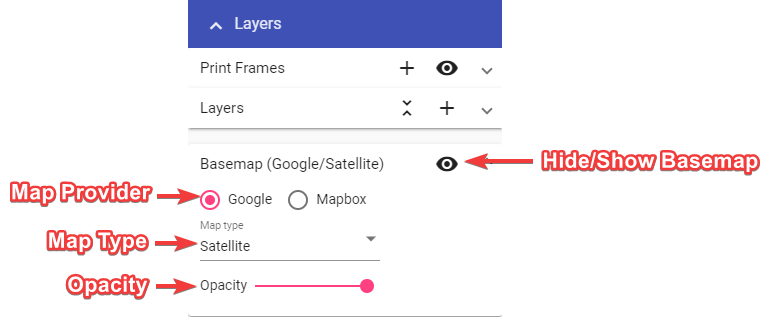 Layers
Print Frames
Layers
Basemap (Google/Satellite)
Hide/Show Basemap
Map Provider
Google
Mapbox
Map type
Map Type
Satellite
Opacity
Opacity